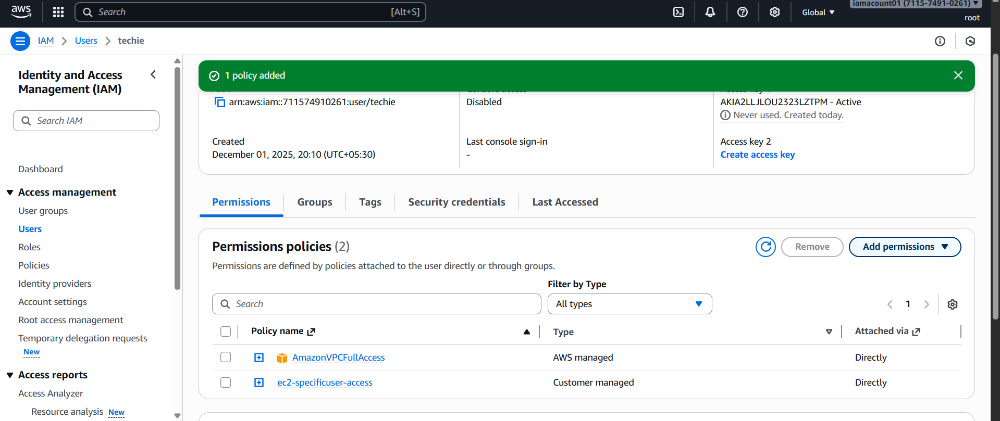 aws
Search [Alt+S]
Global
iamacount01 (7115-7491-0261)
root
IAM > Users > techie
Identity and Access Management (IAM)
Search IAM
Dashboard
Access management
User groups
Users
Roles
Policies
Identity providers
Account settings
Root access management
Temporary delegation requests
New
Access reports
Access Analyzer
Resource analysis New
1 policy added
arn:aws:iam::711574910261:user/techie
Disabled
AKIA2LLJLOU2323LZTPM - Active
Never used. Created today.
Created
December 01, 2025, 20:10 (UTC+05:30)
Last console sign-in
-
Access key 2
Create access key
Permissions
Groups
Tags
Security credentials
Last Accessed
Permissions policies (2)
Remove
Add permissions
Permissions are defined by policies attached to the user directly or through groups.
Filter by Type
Search
All types
1
Policy name
Type
Attached via
AmazonVPCFullAccess
AWS managed
Directly
ec2-specificuser-access
Customer managed
Directly